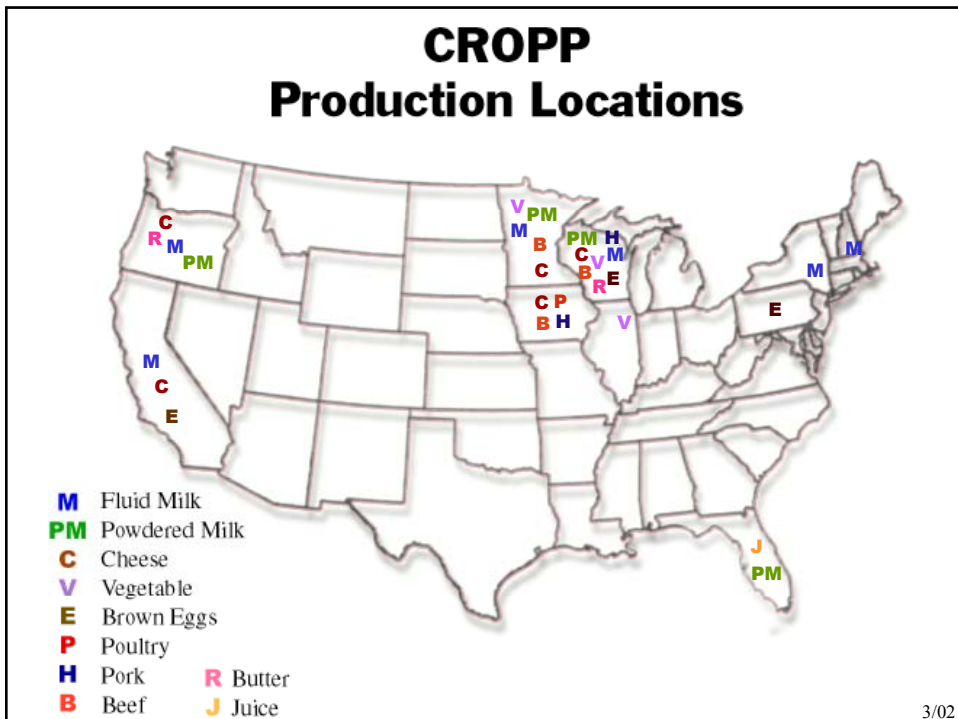 CROPP
Production Locations
V PM
M
B
C
PM H
C V M
B E
R
C
R M
PM
C P
B H
V
M
M
E
M
C
E
J
PM
M Fluid Milk
PM Powdered Milk
C Cheese
V Vegetable
E Brown Eggs
P Poultry
H Pork
B Beef
R Butter
J Juice
3/02